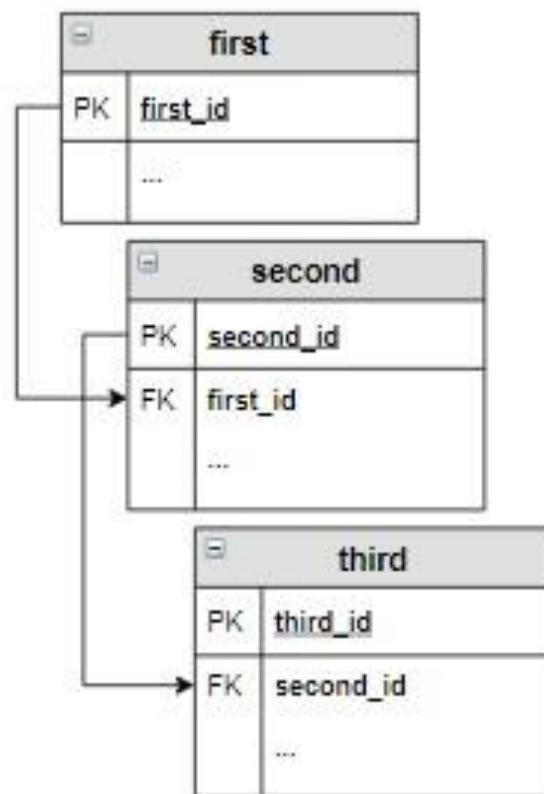 first
PK first_id
...
second
PK second_id
FK first_id
...
third
PK third_id
FK second_id
...